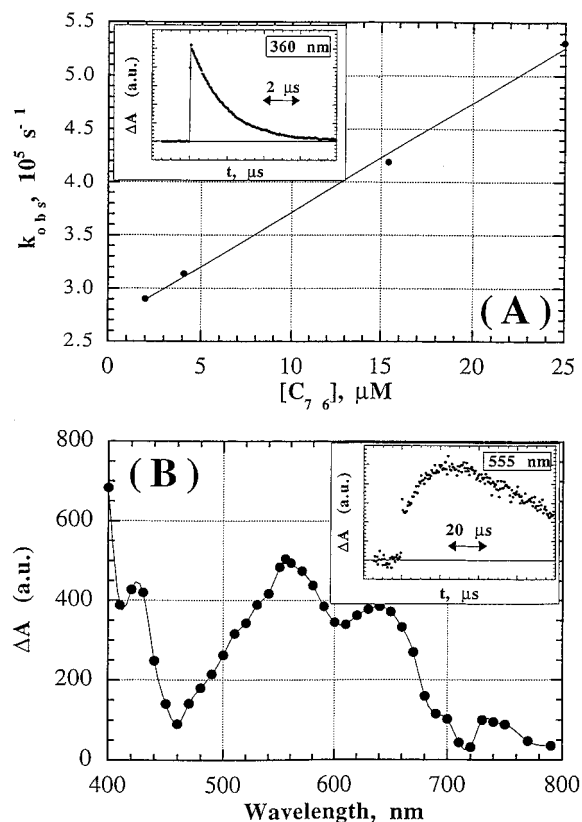 5.5
5.0
4.5
4.0
3.5
3.0
2.5
k o b s, 10^5 s^-1
360 nm
2 μs
ΔA (a.u.)
t, μs
(A)
0 5 10 15 20 25
[C_7 6], μM
800
600
400
200
0
ΔA (a.u.)
(B)
555 nm
20 μs
ΔA (a.u.)
t, μs
400 500 600 700 800
Wavelength, nm